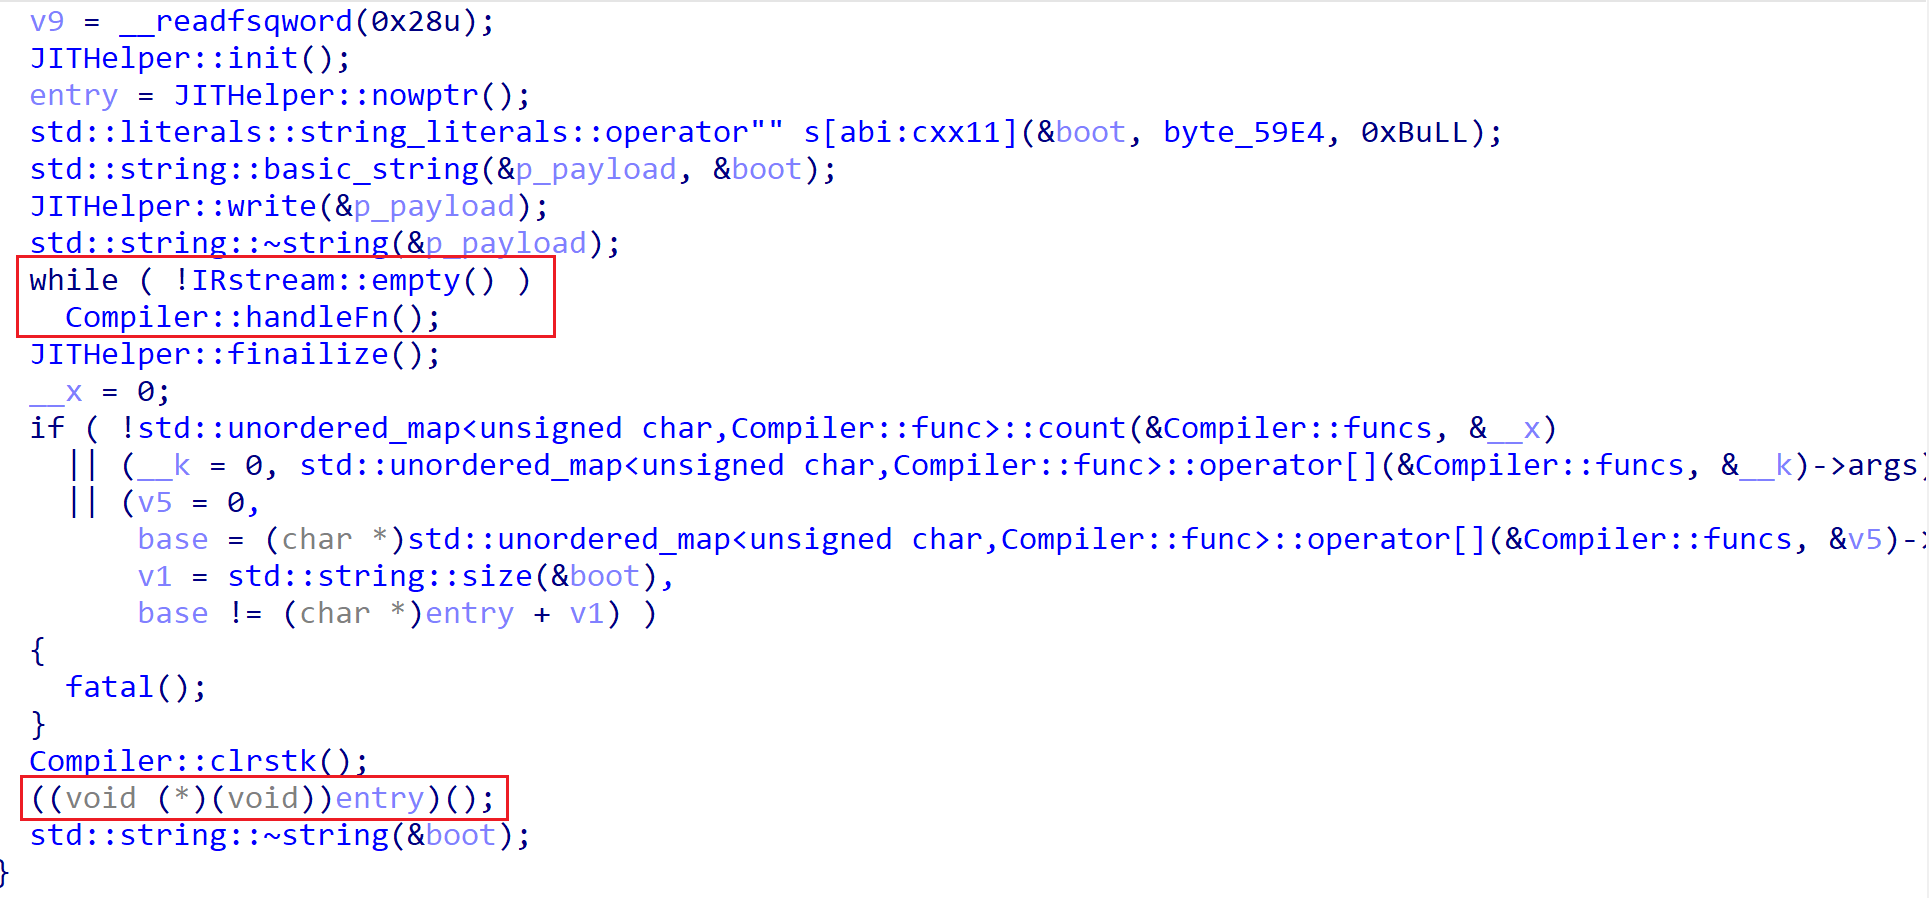 v9 = __readfsqword(0x28u);
JITHelper::init();
entry = JITHelper::nowptr();
std::literals::string_literals::operator"" s[abi:cxx11](&boot, byte_59E4, 0xBuLL);
std::string::basic_string(&p_payload, &boot);
JITHelper::write(&p_payload);
std::string::~string(&p_payload);
while ( !IRstream::empty() )
Compiler::handleFn();
JITHelper::finailize();
__x = 0;
if ( !std::unordered_map<unsigned char,Compiler::func>::count(&Compiler::funcs, &__x)
|| (__k = 0, std::unordered_map<unsigned char,Compiler::func>::operator[](&Compiler::funcs, &__k)->args)
|| (v5 = 0,
base = (char *)std::unordered_map<unsigned char,Compiler::func>::operator[](&Compiler::funcs, &v5)->
v1 = std::string::size(&boot),
base != (char *)entry + v1) )
{
fatal();
}
Compiler::clrstk();
((void (*)(void))entry)();
std::string::~string(&boot);
}